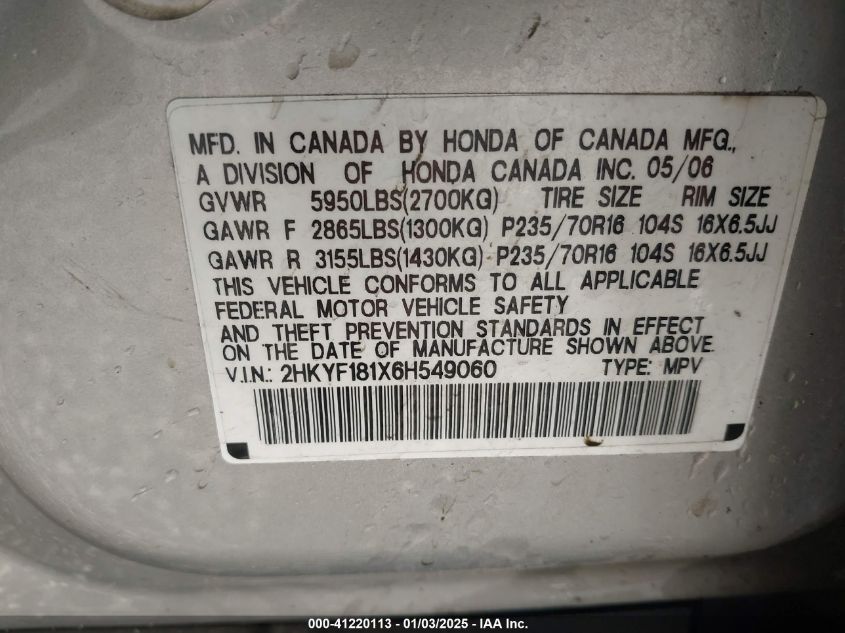 MFD. IN CANADA BY HONDA OF CANADA MFG.,
A DIVISION OF HONDA CANADA INC. 05/06
GVWR 5950LBS(2700KG) TIRE SIZE RIM SIZE
GAWR F 2865LBS(1300KG) P235/70R16 104S 16X6.5JJ
GAWR R 3155LBS(1430KG) P235/70R16 104S 16X6.5JJ
THIS VEHICLE CONFORMS TO ALL APPLICABLE
FEDERAL MOTOR VEHICLE SAFETY
AND THEFT PREVENTION STANDARDS IN EFFECT
ON THE DATE OF MANUFACTURE SHOWN ABOVE.
V.I.N.: 2HKYF181X6H549060 TYPE: MPV
000-41220113 - 01/03/2025 - © IAA, Inc.